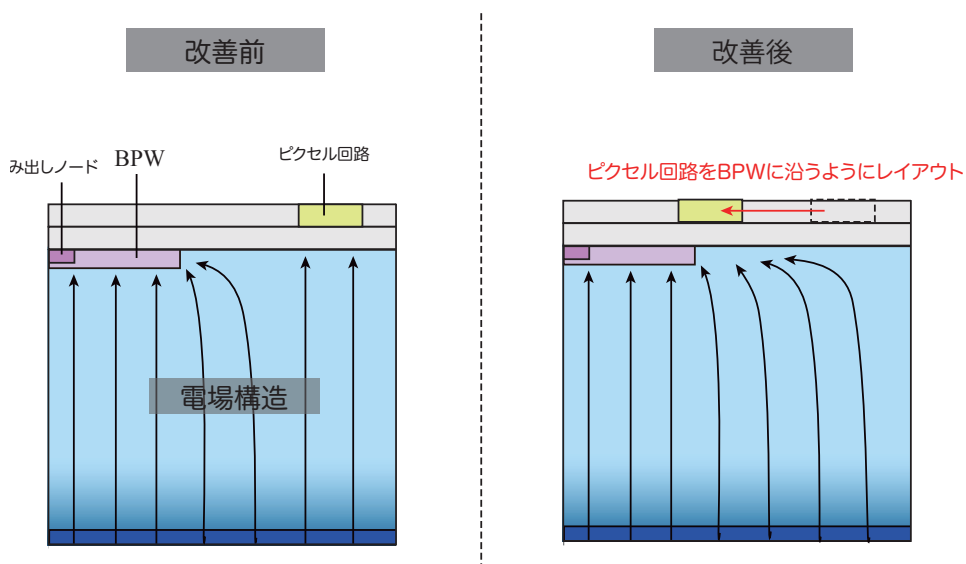 改善前
改善後
み出しノード
BPW
ピクセル回路
ピクセル回路をBPWに沿うようにレイアウト
電場構造